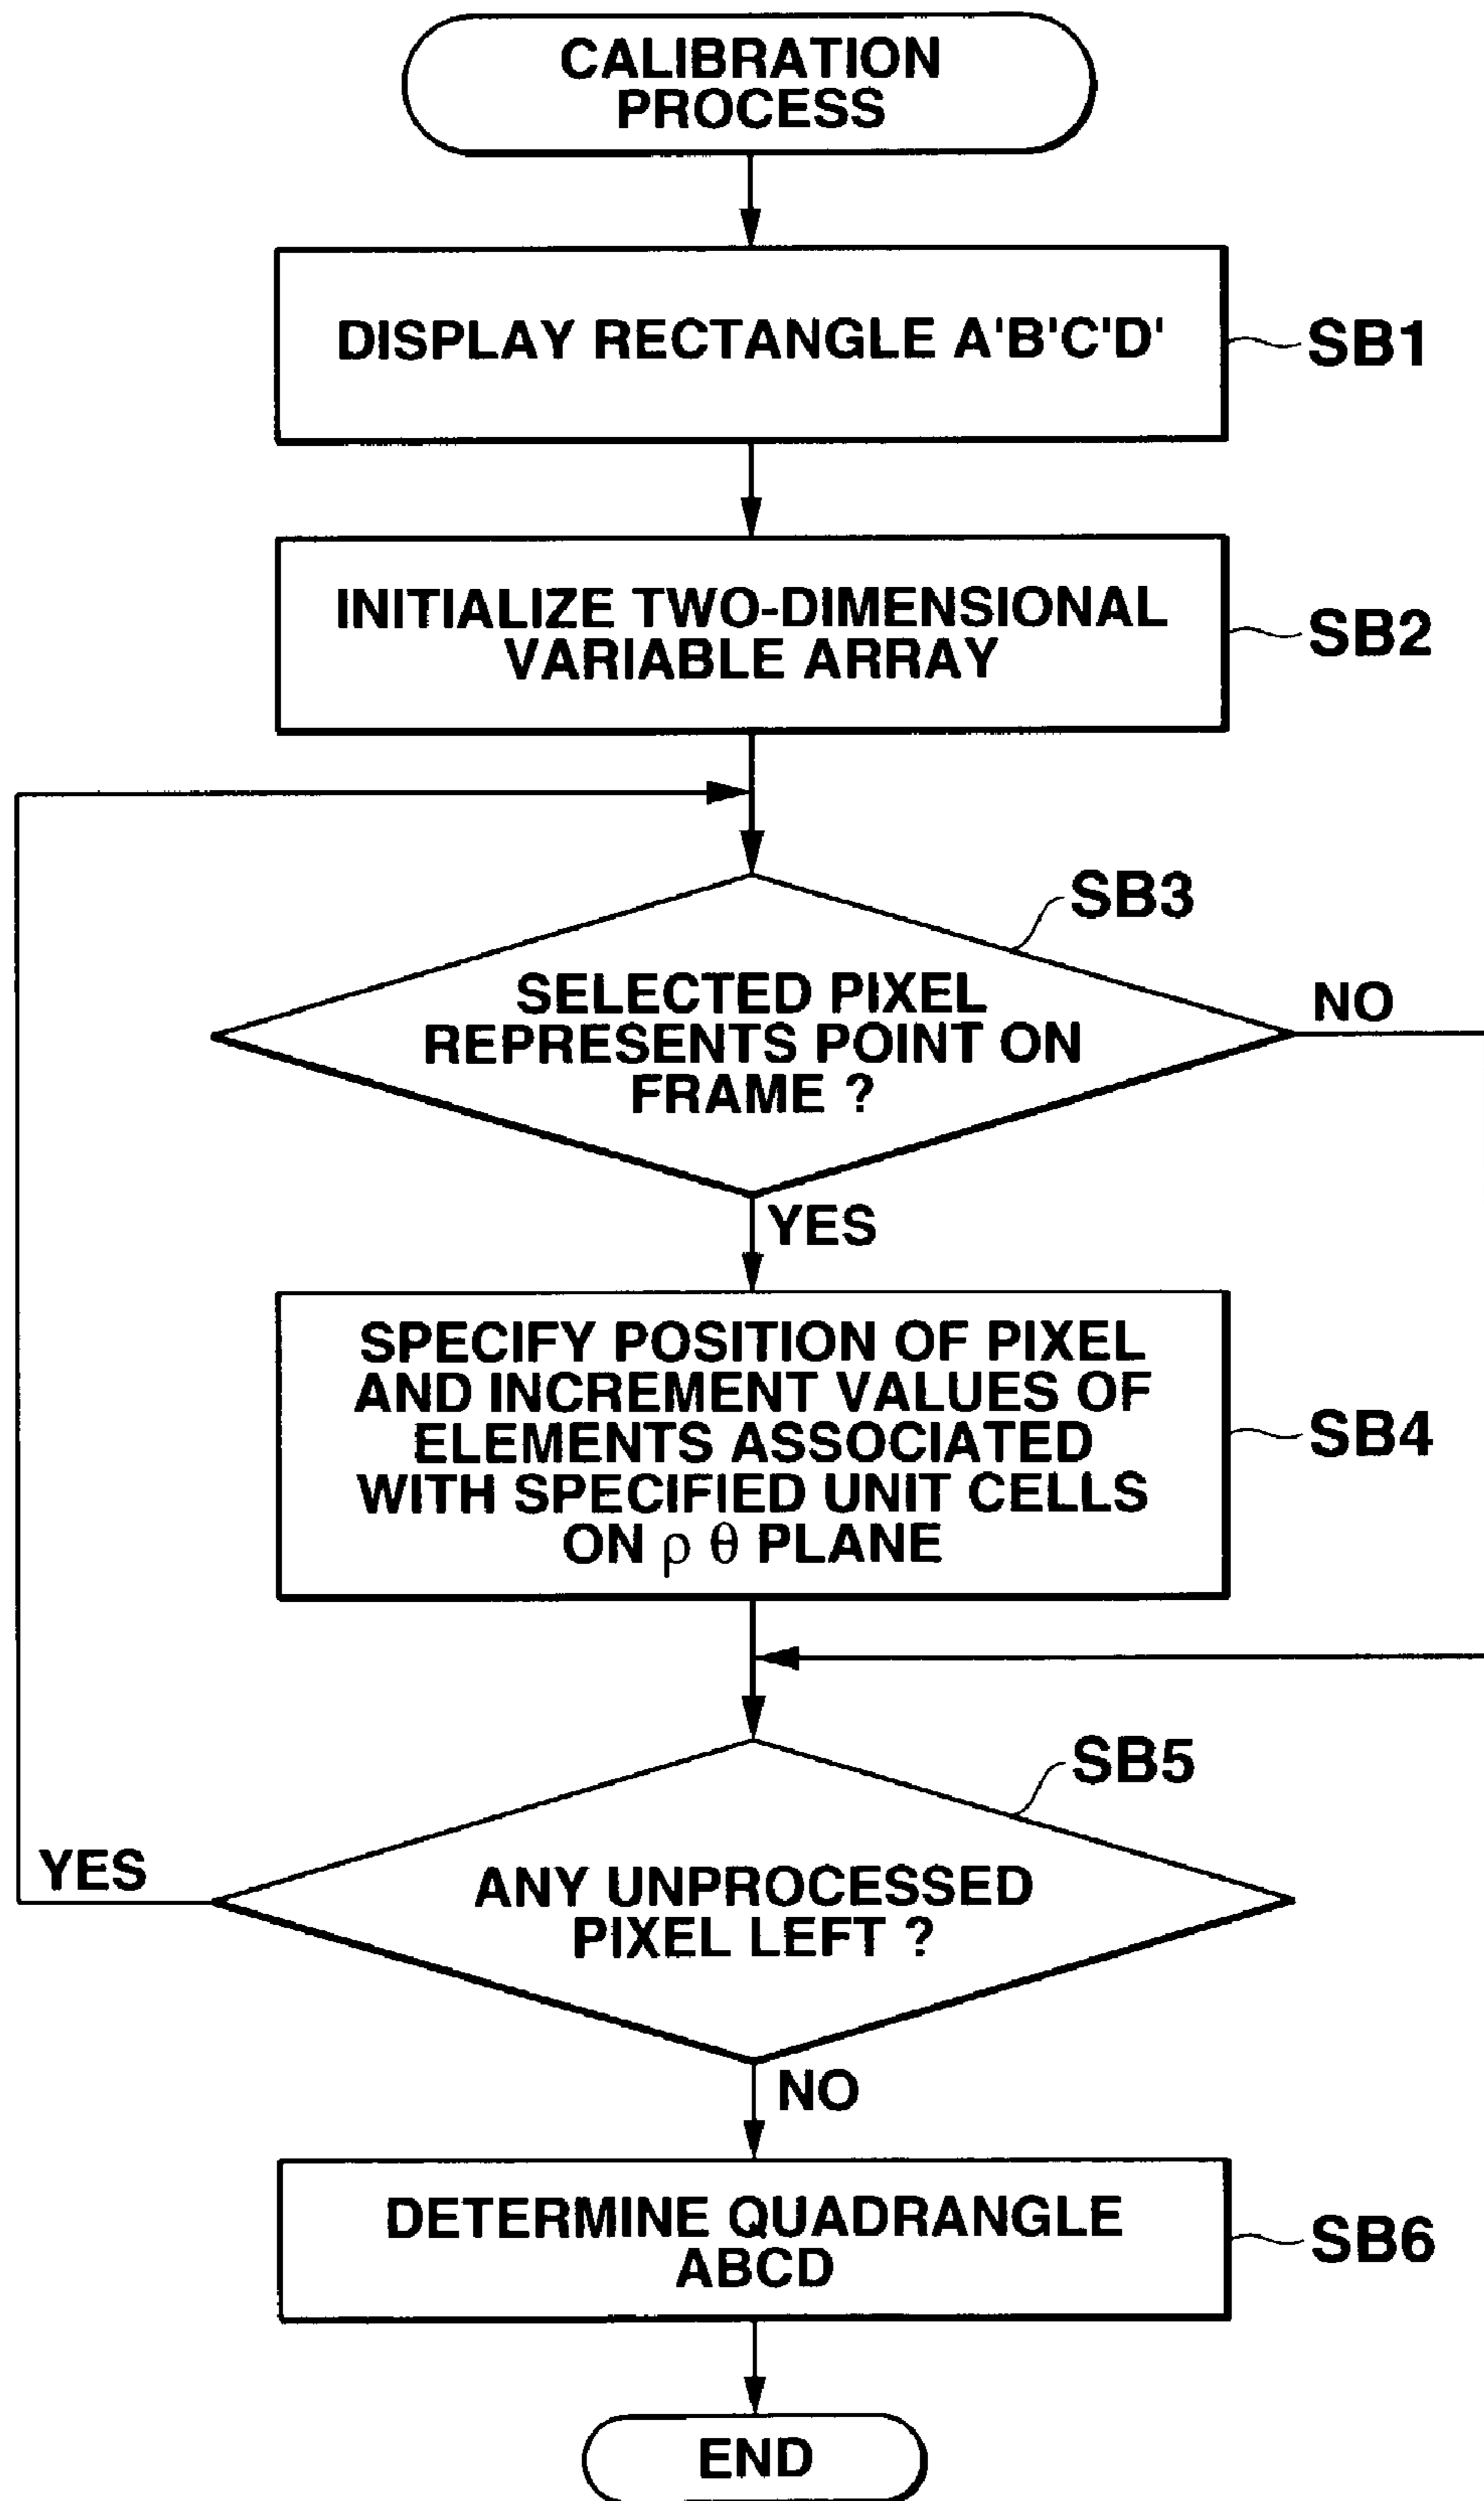 CALIBRATION
PROCESS
DISPLAY RECTANGLE A'B'C'D'
SB1
INITIALIZE TWO-DIMENSIONAL
VARIABLE ARRAY
SB2
SB3
SELECTED PIXEL
REPRESENTS POINT ON
FRAME ?
NO
YES
SPECIFY POSITION OF PIXEL
AND INCREMENT VALUES OF
ELEMENTS ASSOCIATED
WITH SPECIFIED UNIT CELLS
ON ρ θ PLANE
SB4
SB5
YES
ANY UNPROCESSED
PIXEL LEFT ?
NO
DETERMINE QUADRANGLE
ABCD
SB6
END